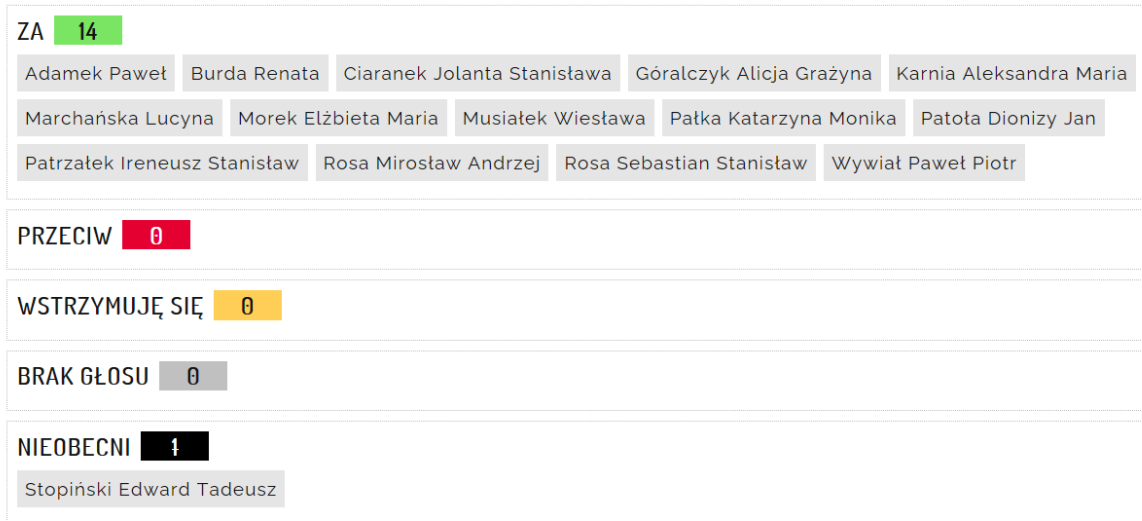 ZA 14
Adamek Paweł Burda Renata Ciaranek Jolanta Stanisława Góralczyk Alicja Grażyna Karnia Aleksandra Maria
Marchańska Lucyna Morek Elżbieta Maria Musiałek Wiesława Pałka Katarzyna Monika Patoła Dionizy Jan
Patrzałek Ireneusz Stanisław Rosa Mirosław Andrzej Rosa Sebastian Stanisław Wywiał Paweł Piotr
PRZECIW 0
WSTRZYMUJĘ SIĘ 0
BRAK GŁOSU 0
NIEOBECNI 1
Stopiński Edward Tadeusz